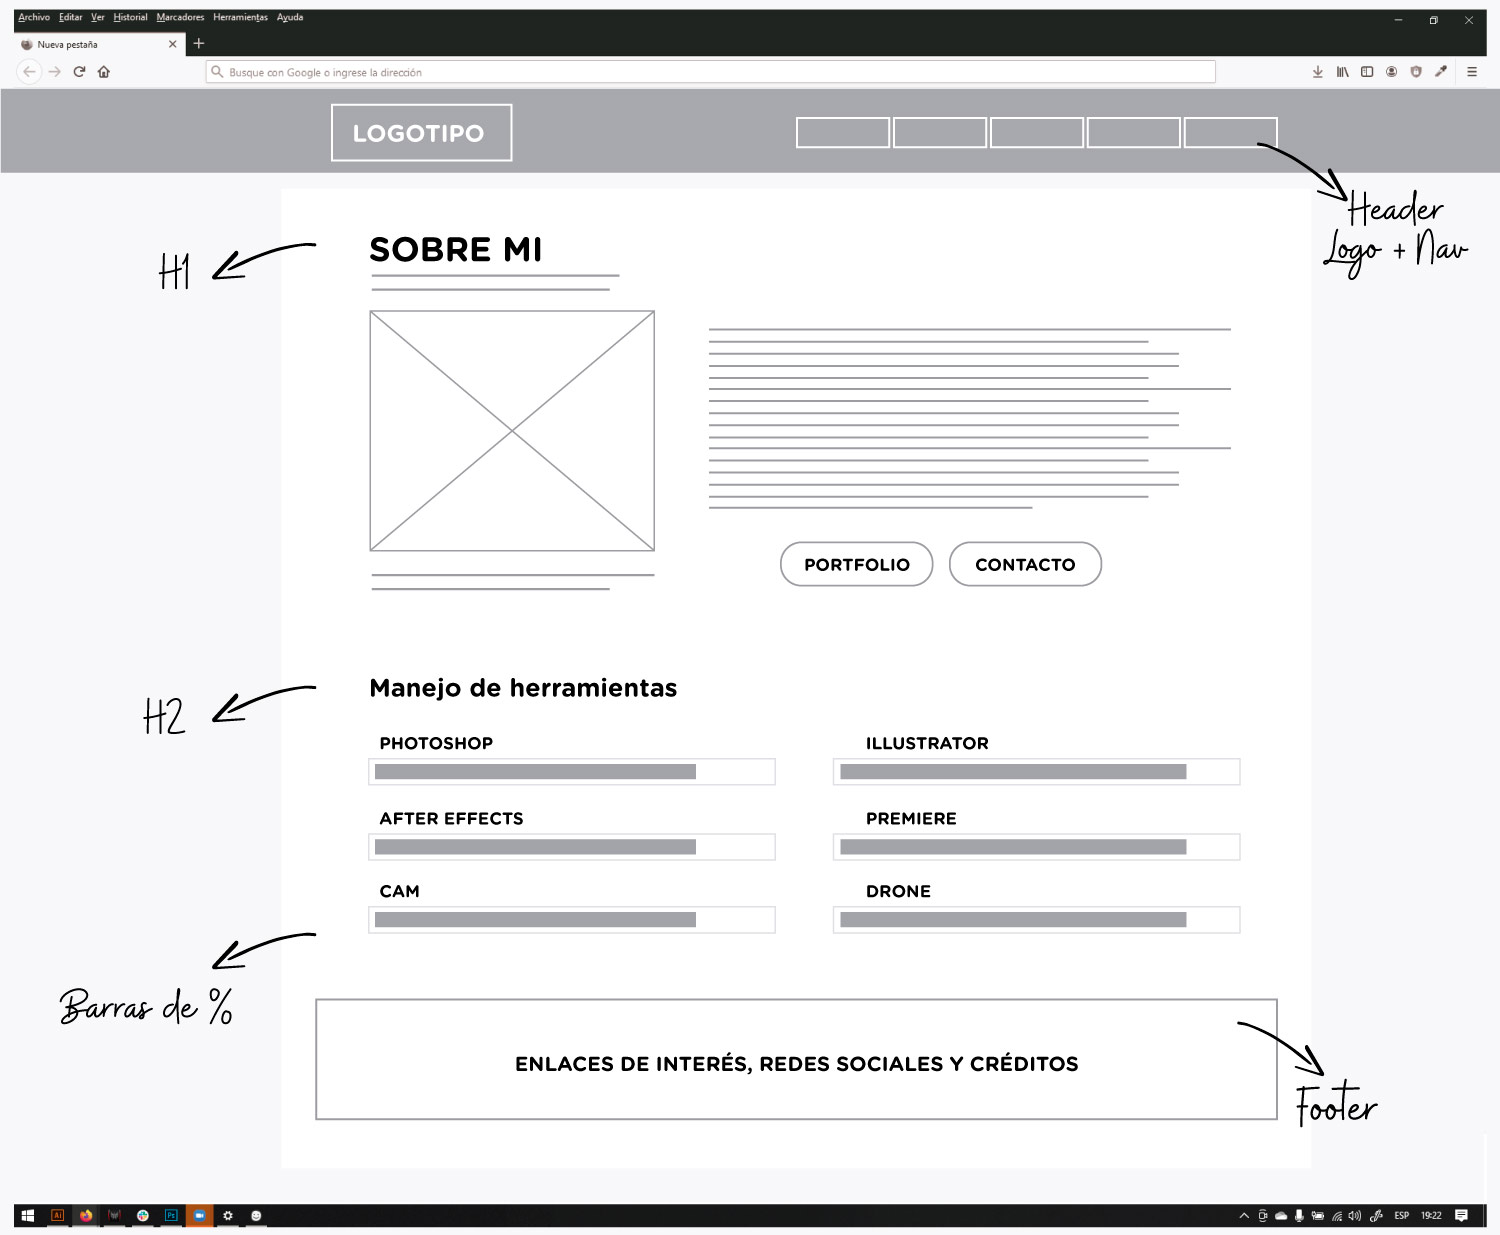 Archivo Editar Ver Historial Marcadores Herramientas Ayuda
Nueva pestaña
Busque con Google o ingrese la dirección
LOGOTIPO
Header
Logo + Nav
H1
SOBRE MI
PORTFOLIO
CONTACTO
H2
Manejo de herramientas
PHOTOSHOP
ILLUSTRATOR
AFTER EFFECTS
PREMIERE
CAM
DRONE
Barras de %
ENLACES DE INTERÉS, REDES SOCIALES Y CRÉDITOS
Footer
Ai
Ps
ESP
19:22